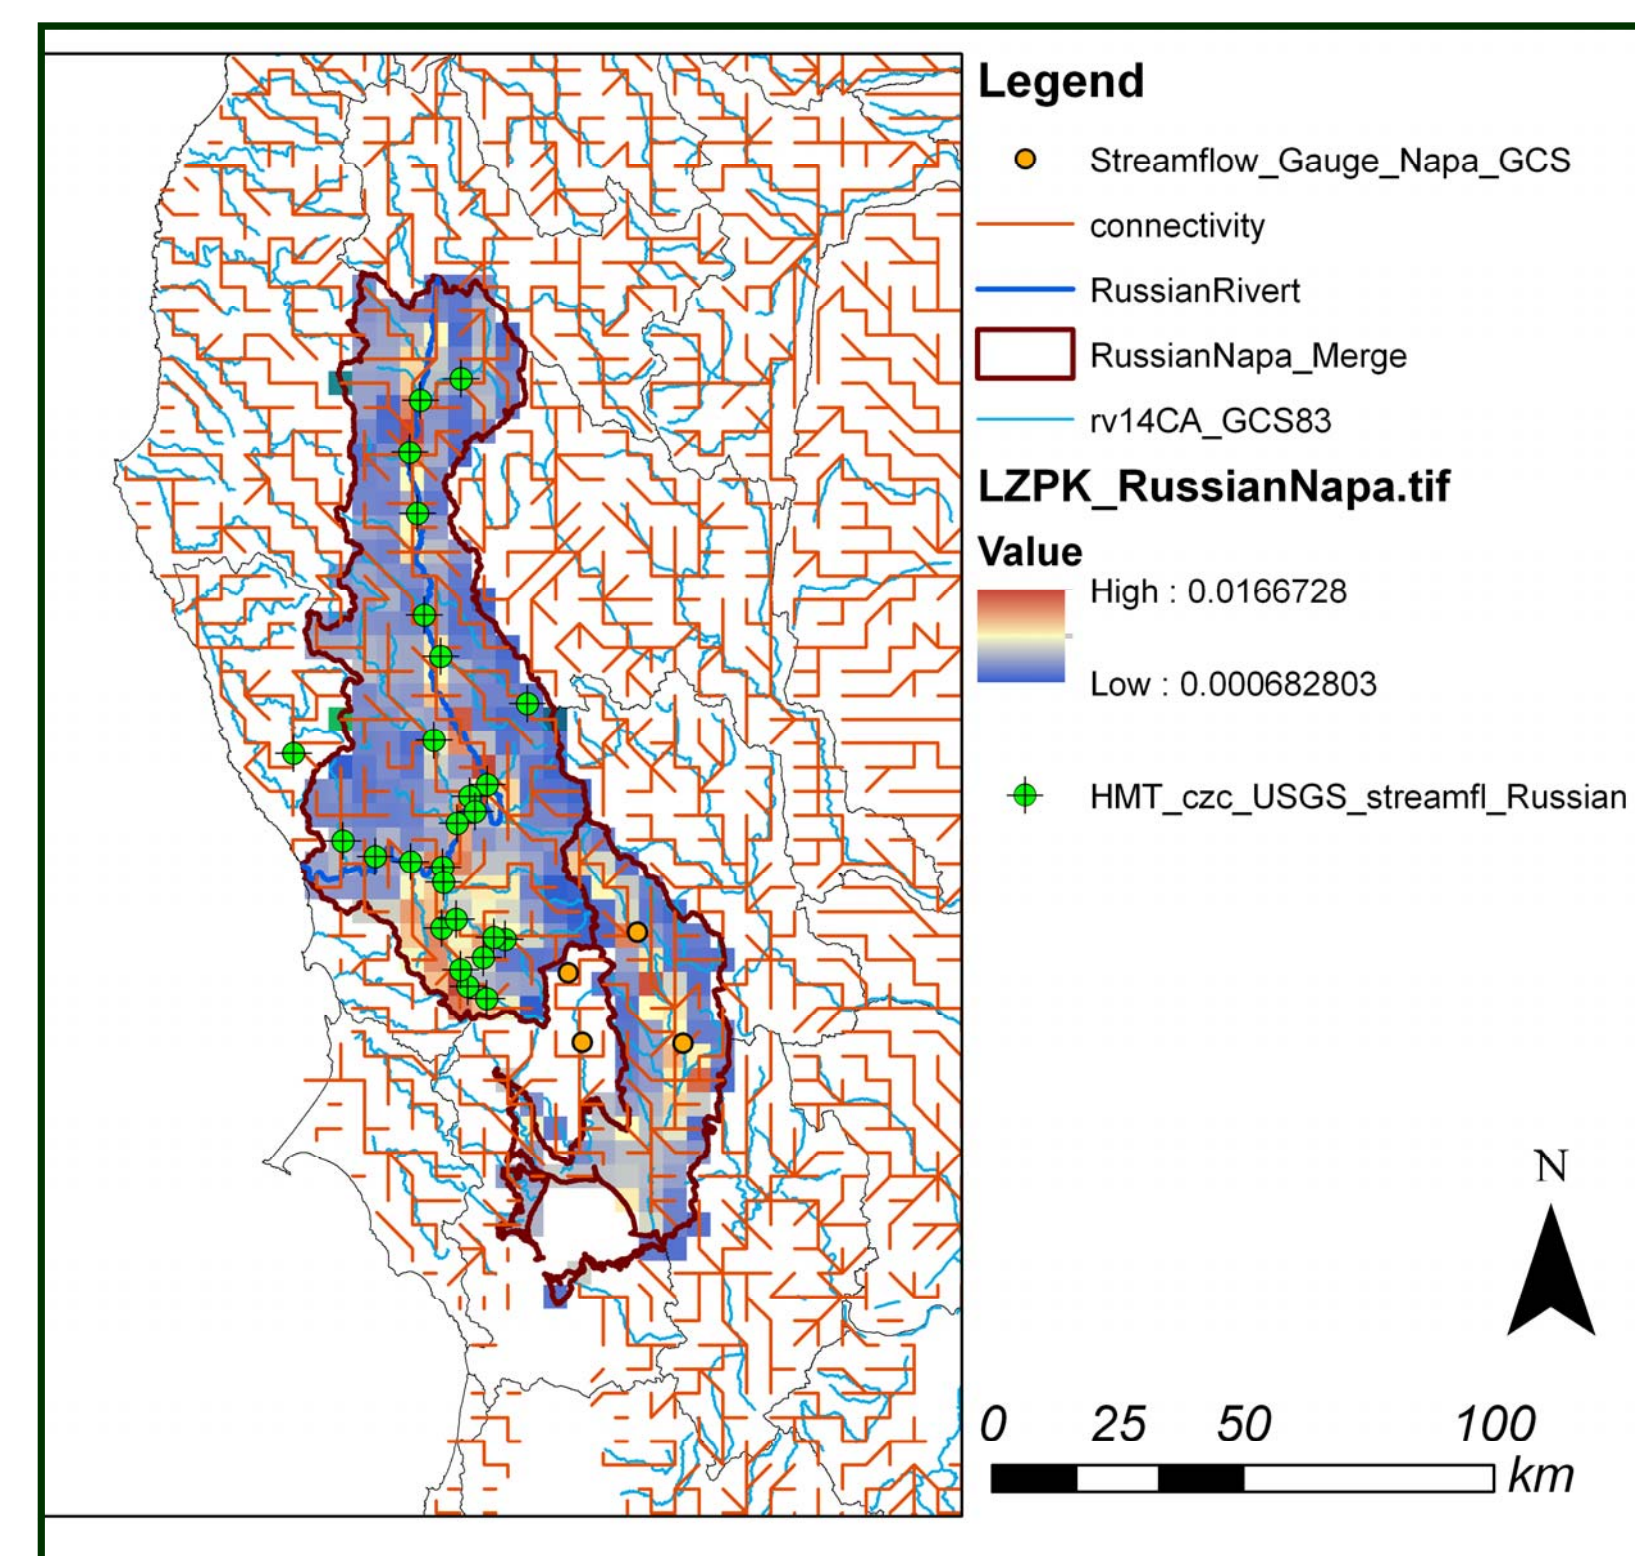 Legend
Streamflow_Gauge_Napa_GCS
connectivity
RussianRivert
RussianNapa_Merge
rv14CA_GCS83
LZPK_RussianNapa.tif
Value
High : 0.0166728
Low : 0.000682803
HMT_czc_USGS_streamfl_Russian
N
0 25 50 100
km